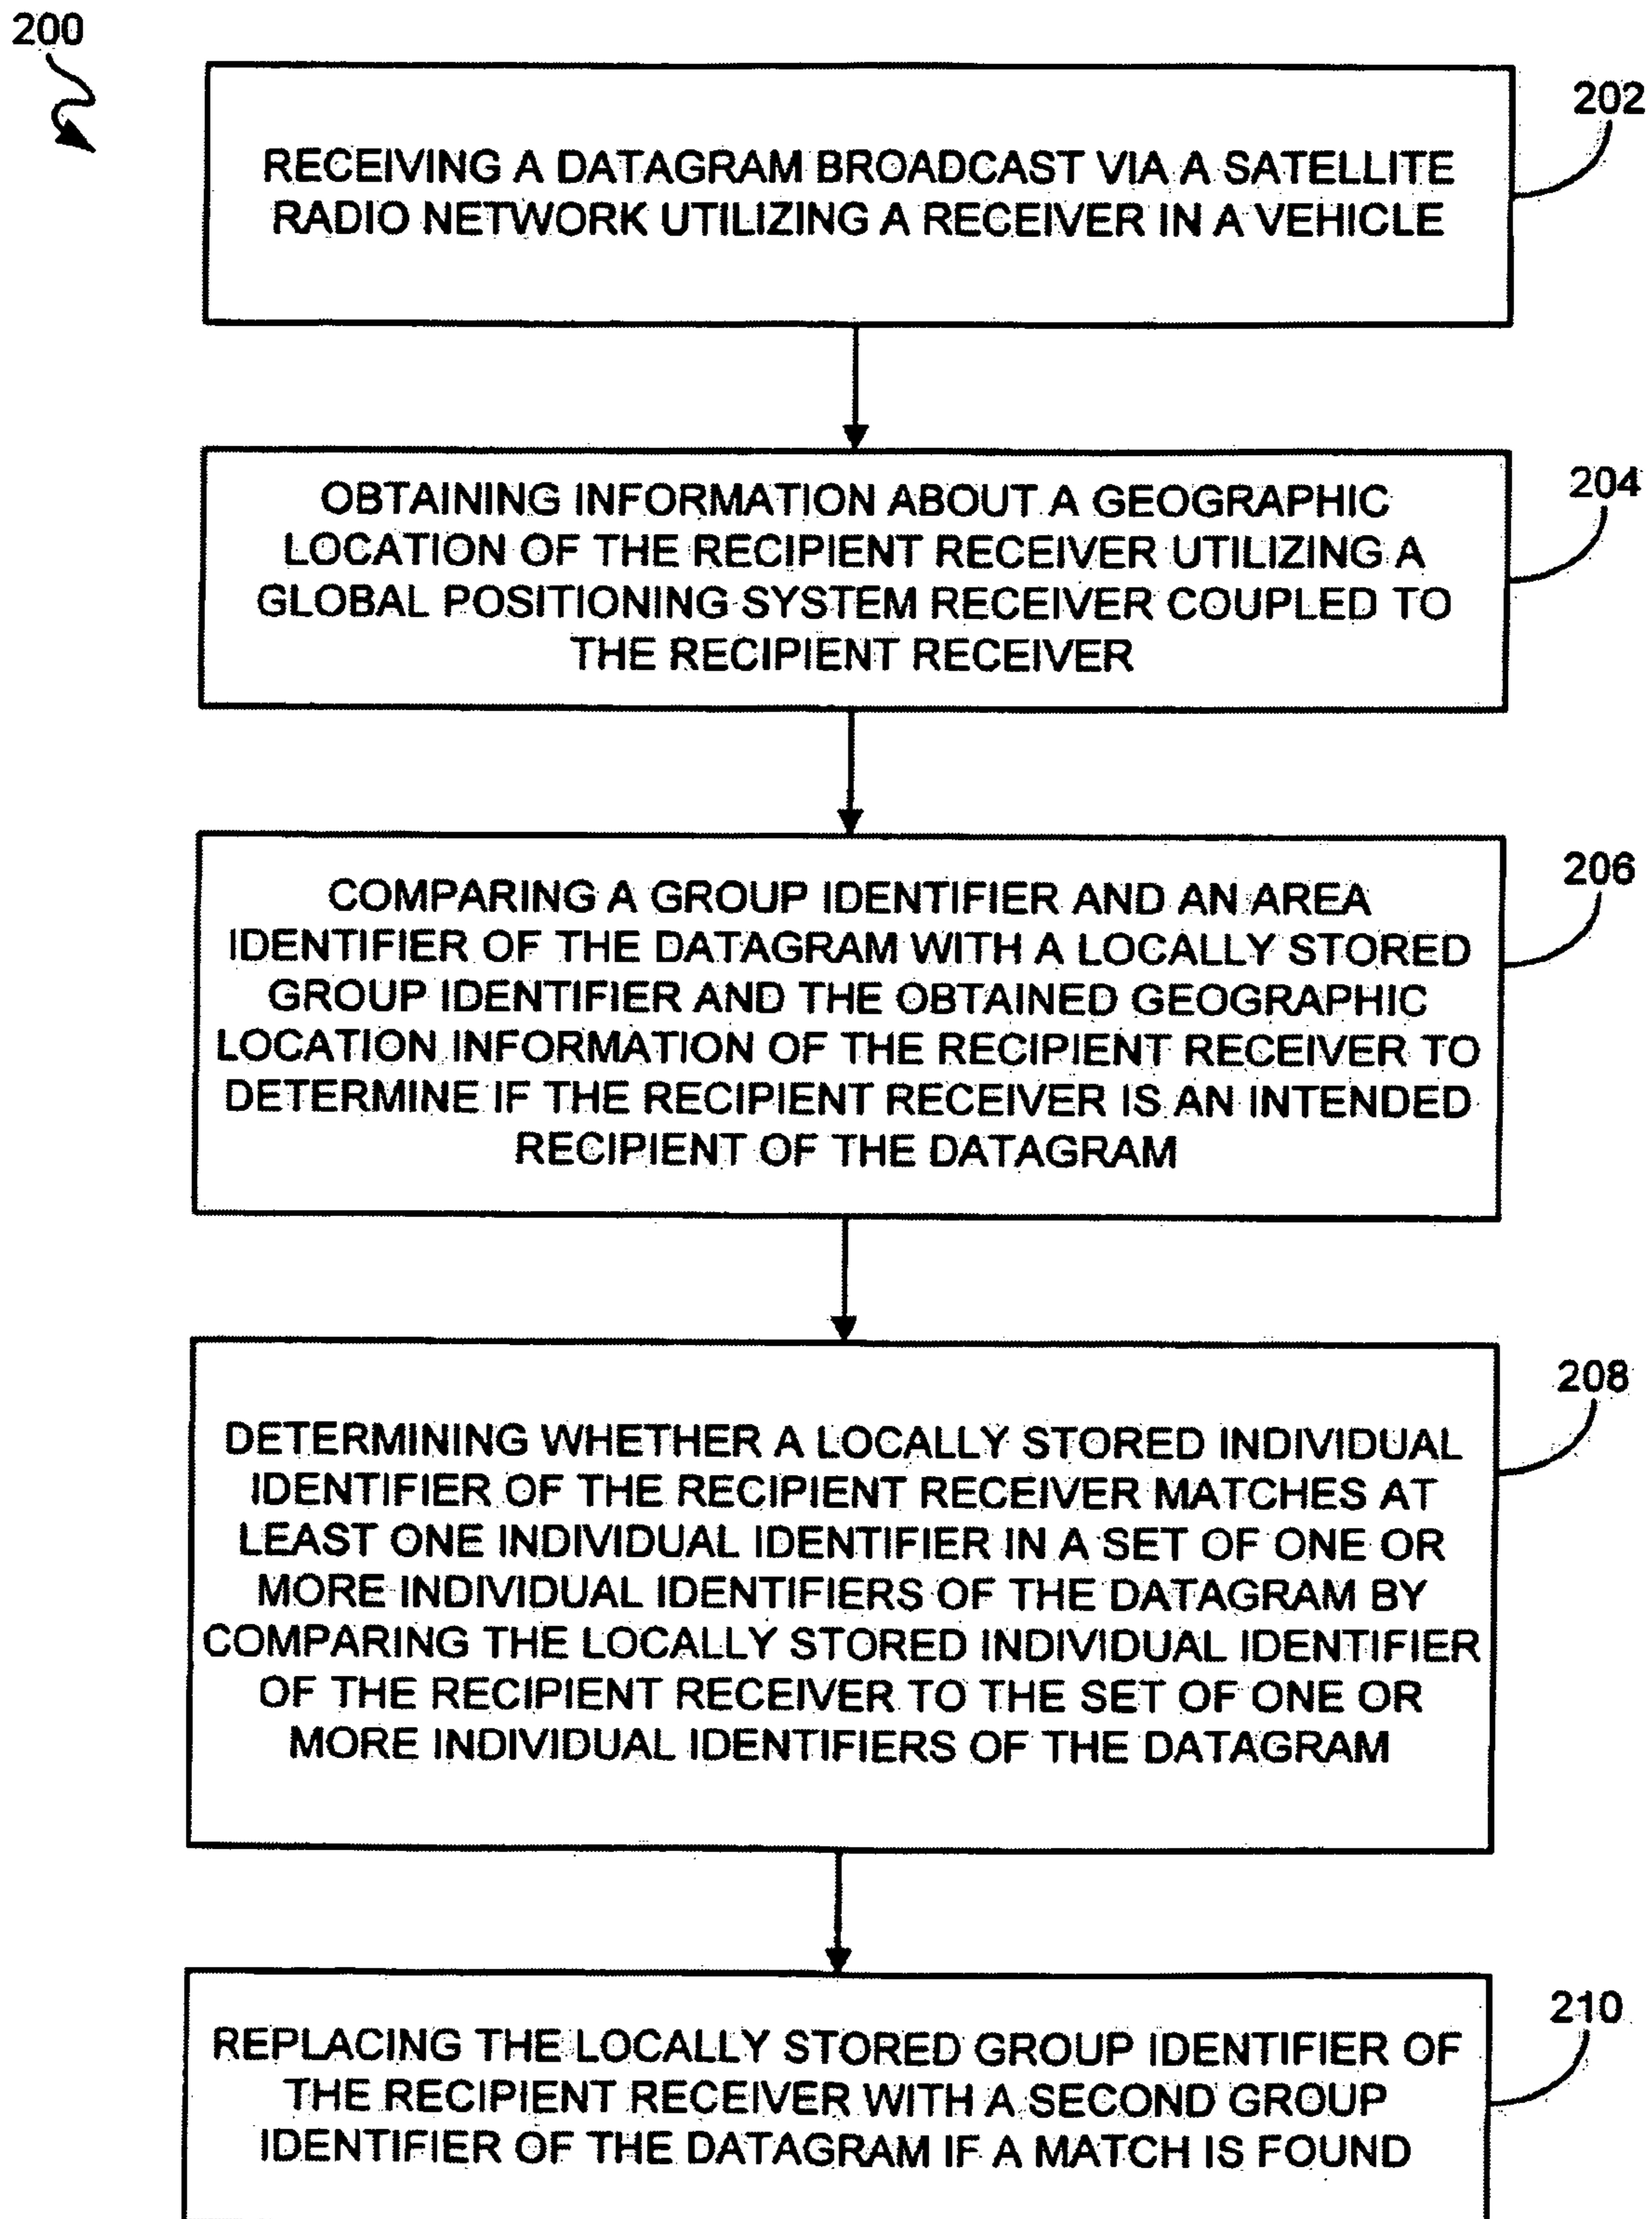 200
202
RECEIVING A DATAGRAM BROADCAST VIA A SATELLITE
RADIO NETWORK UTILIZING A RECEIVER IN A VEHICLE
204
OBTAINING INFORMATION ABOUT A GEOGRAPHIC
LOCATION OF THE RECIPIENT RECEIVER UTILIZING A
GLOBAL POSITIONING SYSTEM RECEIVER COUPLED TO
THE RECIPIENT RECEIVER
206
COMPARING A GROUP IDENTIFIER AND AN AREA
IDENTIFIER OF THE DATAGRAM WITH A LOCALLY STORED
GROUP IDENTIFIER AND THE OBTAINED GEOGRAPHIC
LOCATION INFORMATION OF THE RECIPIENT RECEIVER TO
DETERMINE IF THE RECIPIENT RECEIVER IS AN INTENDED
RECIPIENT OF THE DATAGRAM
208
DETERMINING WHETHER A LOCALLY STORED INDIVIDUAL
IDENTIFIER OF THE RECIPIENT RECEIVER MATCHES AT
LEAST ONE INDIVIDUAL IDENTIFIER IN A SET OF ONE OR
MORE INDIVIDUAL IDENTIFIERS OF THE DATAGRAM BY
COMPARING THE LOCALLY STORED INDIVIDUAL IDENTIFIER
OF THE RECIPIENT RECEIVER TO THE SET OF ONE OR
MORE INDIVIDUAL IDENTIFIERS OF THE DATAGRAM
210
REPLACING THE LOCALLY STORED GROUP IDENTIFIER OF
THE RECIPIENT RECEIVER WITH A SECOND GROUP
IDENTIFIER OF THE DATAGRAM IF A MATCH IS FOUND